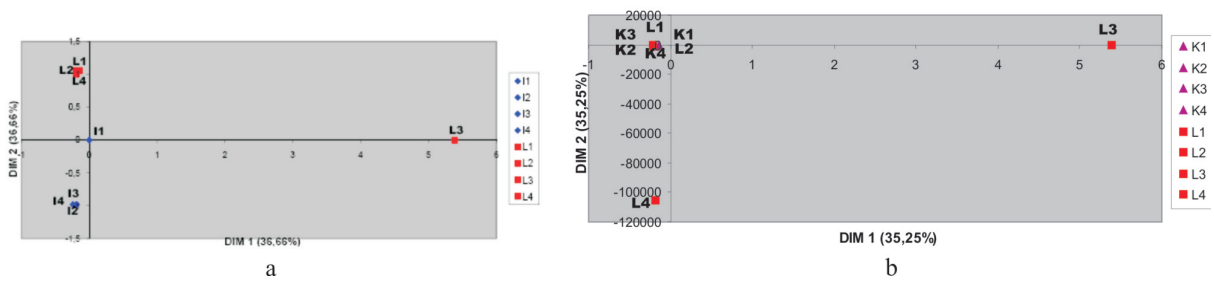 1,5
L1
L2
L4
1
0,5
I1
L3
0
-1 0 1 2 3 4 5 6
-0,5
I3
I4
-1
I2
-1,5
DIM 2 (36,66%)
DIM 1 (36,66%)
I1
I2
I3
I4
L1
L2
L3
L4
a
20000
K3 L1 K1
L3
K2 K4 L2
0
-1 0 1 2 3 4 5 6
-20000
-40000
-60000
-80000
-100000
L4
-120000
DIM 2 (35,25%)
DIM 1 (35,25%)
K1
K2
K3
K4
L1
L2
L3
L4
b